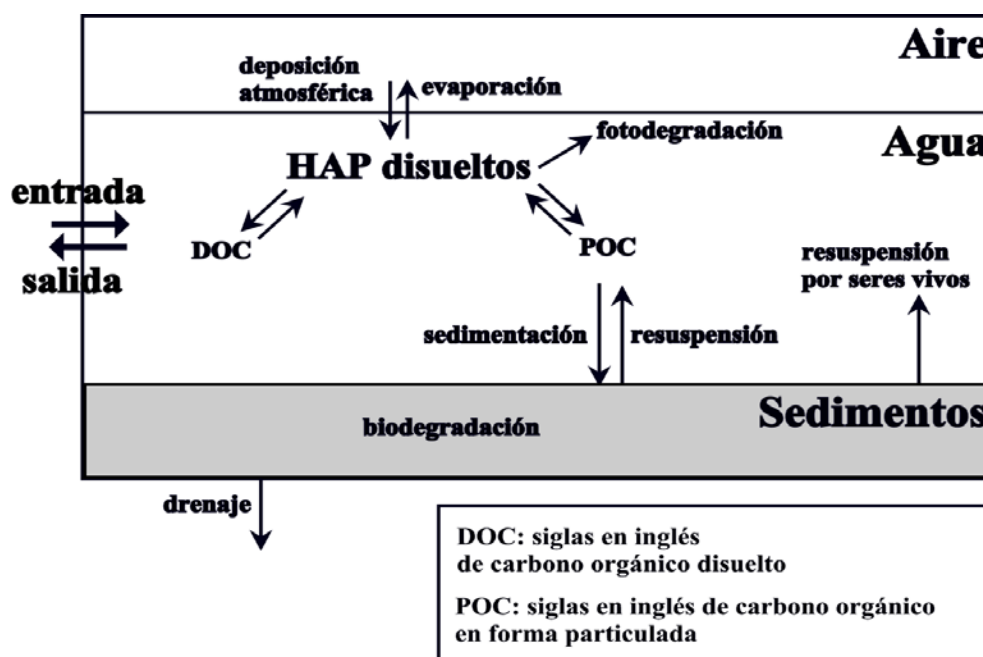 Aire
deposición
atmosférica
evaporación
fotodegradación
Agua
HAP disueltos
entrada
salida
DOC
POC
resuspensión
por seres vivos
sedimentación
resuspensión
Sedimentos
biodegradación
drenaje
DOC: siglas en inglés
de carbono orgánico disuelto
POC: siglas en inglés de carbono orgánico
en forma particulada